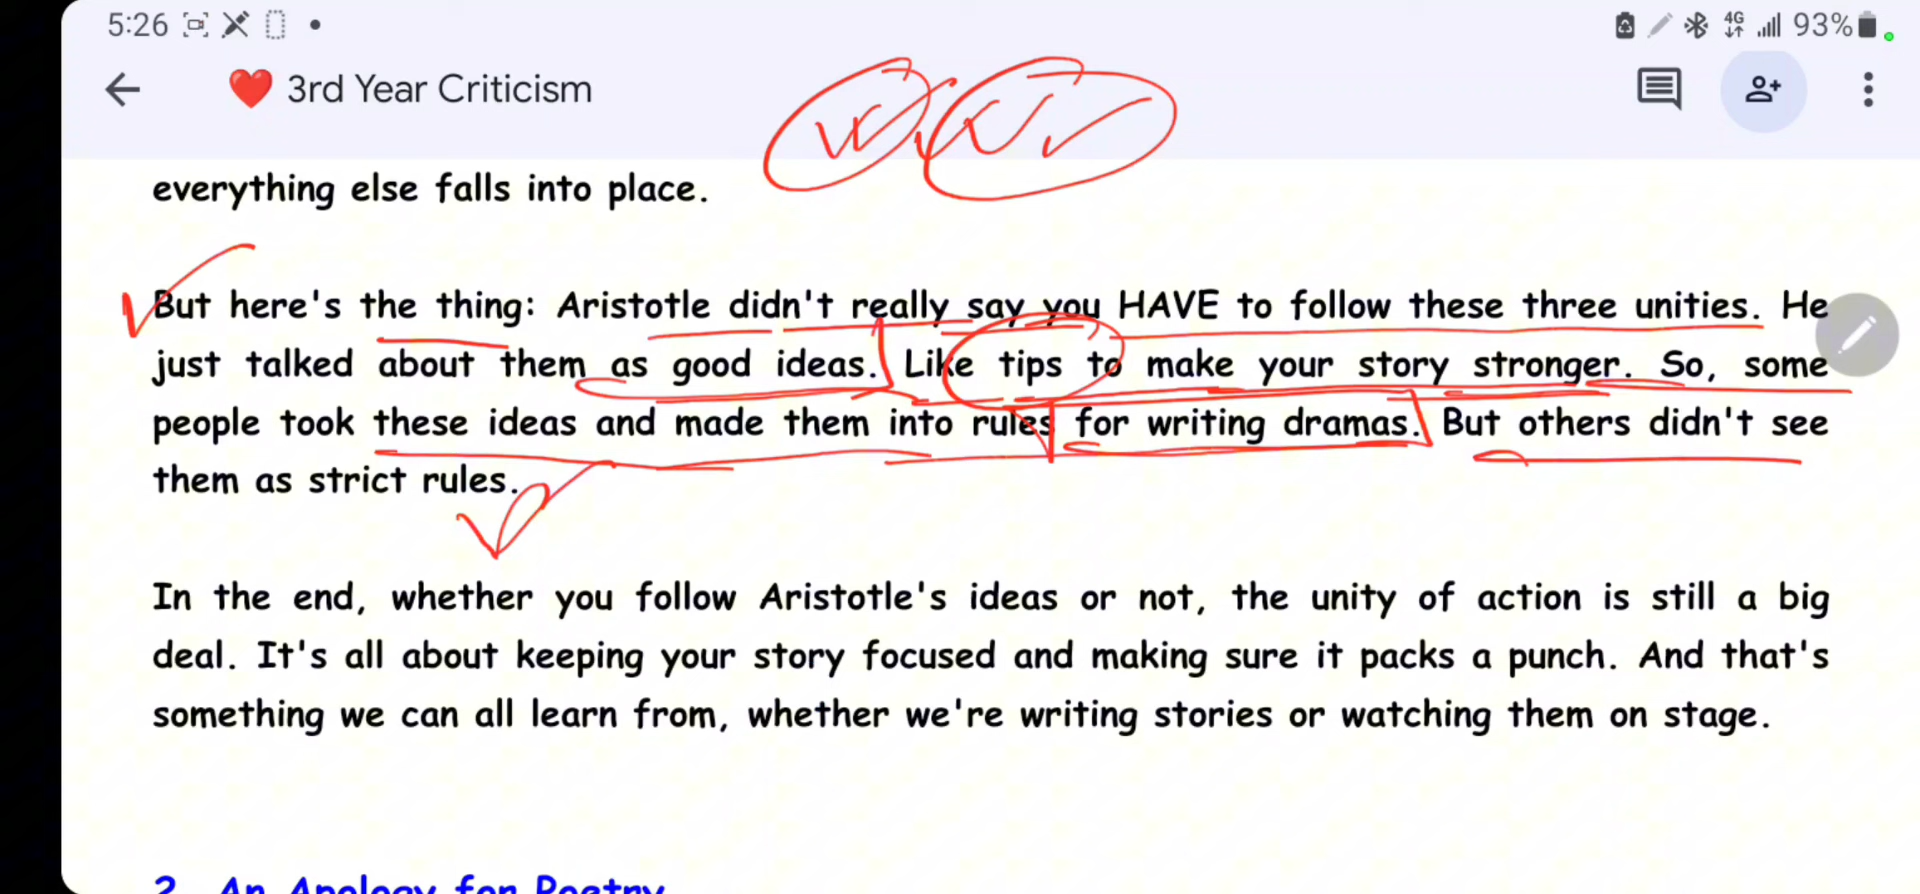 5:26 4G 93%
3rd Year Criticism
everything else falls into place.
But here's the thing: Aristotle didn't really say you HAVE to follow these three unities. He
just talked about them as good ideas. Like tips to make your story stronger. So, some
people took these ideas and made them into rules for writing dramas. But others didn't see
them as strict rules.
In the end, whether you follow Aristotle's ideas or not, the unity of action is still a big
deal. It's all about keeping your story focused and making sure it packs a punch. And that's
something we can all learn from, whether we're writing stories or watching them on stage.
2. An Apology for Poetry